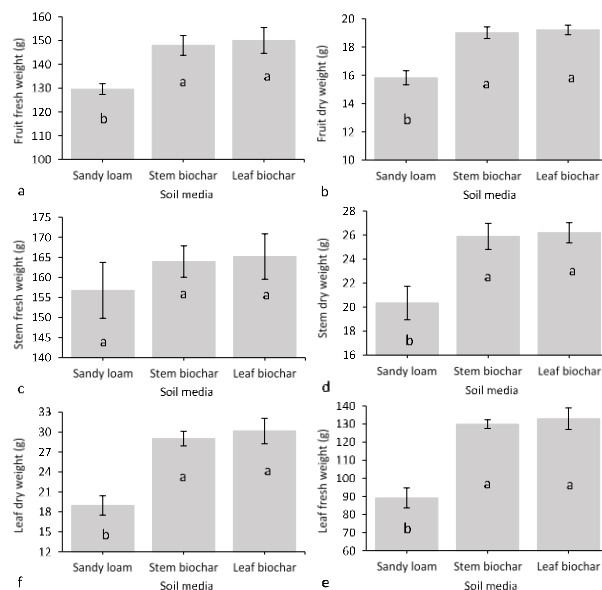 Fruit fresh weight (g)
160
150
140
130
120
110
100
b
a
a
Sandy loam Stem biochar Leaf biochar
Soil media
a
Fruit dry weight (g)
20
18
16
14
12
10
b
a
a
Sandy loam Stem biochar Leaf biochar
Soil media
b
Stem fresh weight (g)
175
170
165
160
155
150
145
140
a
a
a
Sandy loam Stem biochar Leaf biochar
Soil media
c
Stem dry weight (g)
28
26
24
22
20
18
16
b
a
a
Sandy loam Stem biochar Leaf biochar
Soil media
d
Leaf dry weight (g)
33
30
27
24
21
18
15
12
b
a
a
Sandy loam Stem biochar Leaf biochar
Soil media
f
Leaf fresh weight (g)
140
130
120
110
100
90
80
70
60
b
a
a
Sandy loam Stem biochar Leaf biochar
Soil media
e